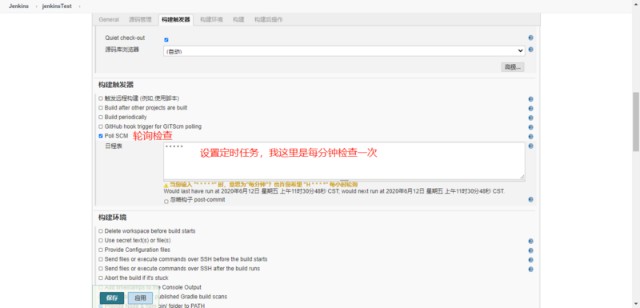 Jenkins › jenkinsTest ›
General 源码管理 构建触发器 构建环境 构建 构建后操作
Quiet check-out
源码库浏览器 (自动)
高级...
构建触发器
触发远程构建 (例如,使用脚本)
Build after other projects are built
Build periodically
GitHub hook trigger for GITScm polling
Poll SCM 轮询检查
日程表 * * * * *
设置定时任务，我这里是每分钟检查一次
Would last have run at 2020年6月12日 星期五 上午11时30分48秒 CST; would next run at 2020年6月12日 星期五 上午11时30分48秒 CST.
忽略钩子 post-commit
构建环境
Delete workspace before build starts
Use secret text(s) or file(s)
Provide Configuration files
Send files or execute commands over SSH before the build starts
Send files or execute commands over SSH after the build runs
Abort the build if it's stuck
the Console Output
保存 应用
published Gradle build scans
to PATH